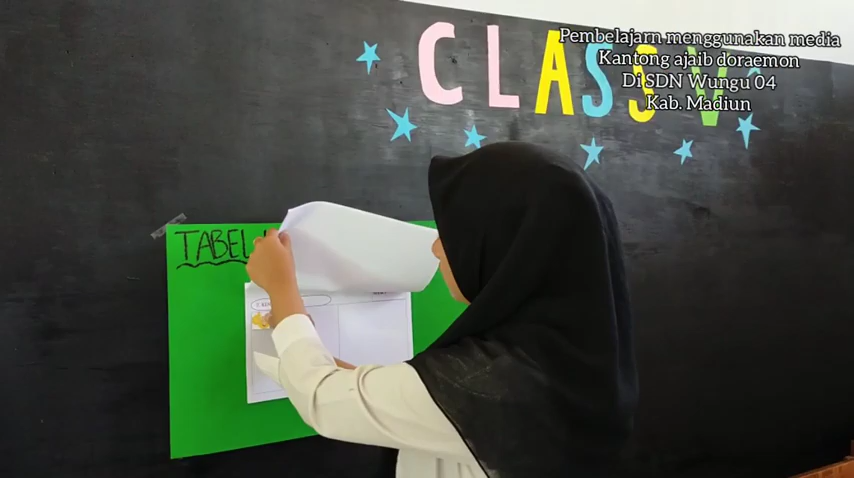 CLASS V
Pembelajarn menggunakan media
Kantong ajaib doraemon
Di SDN Wungu 04
Kab. Madiun
TABEL